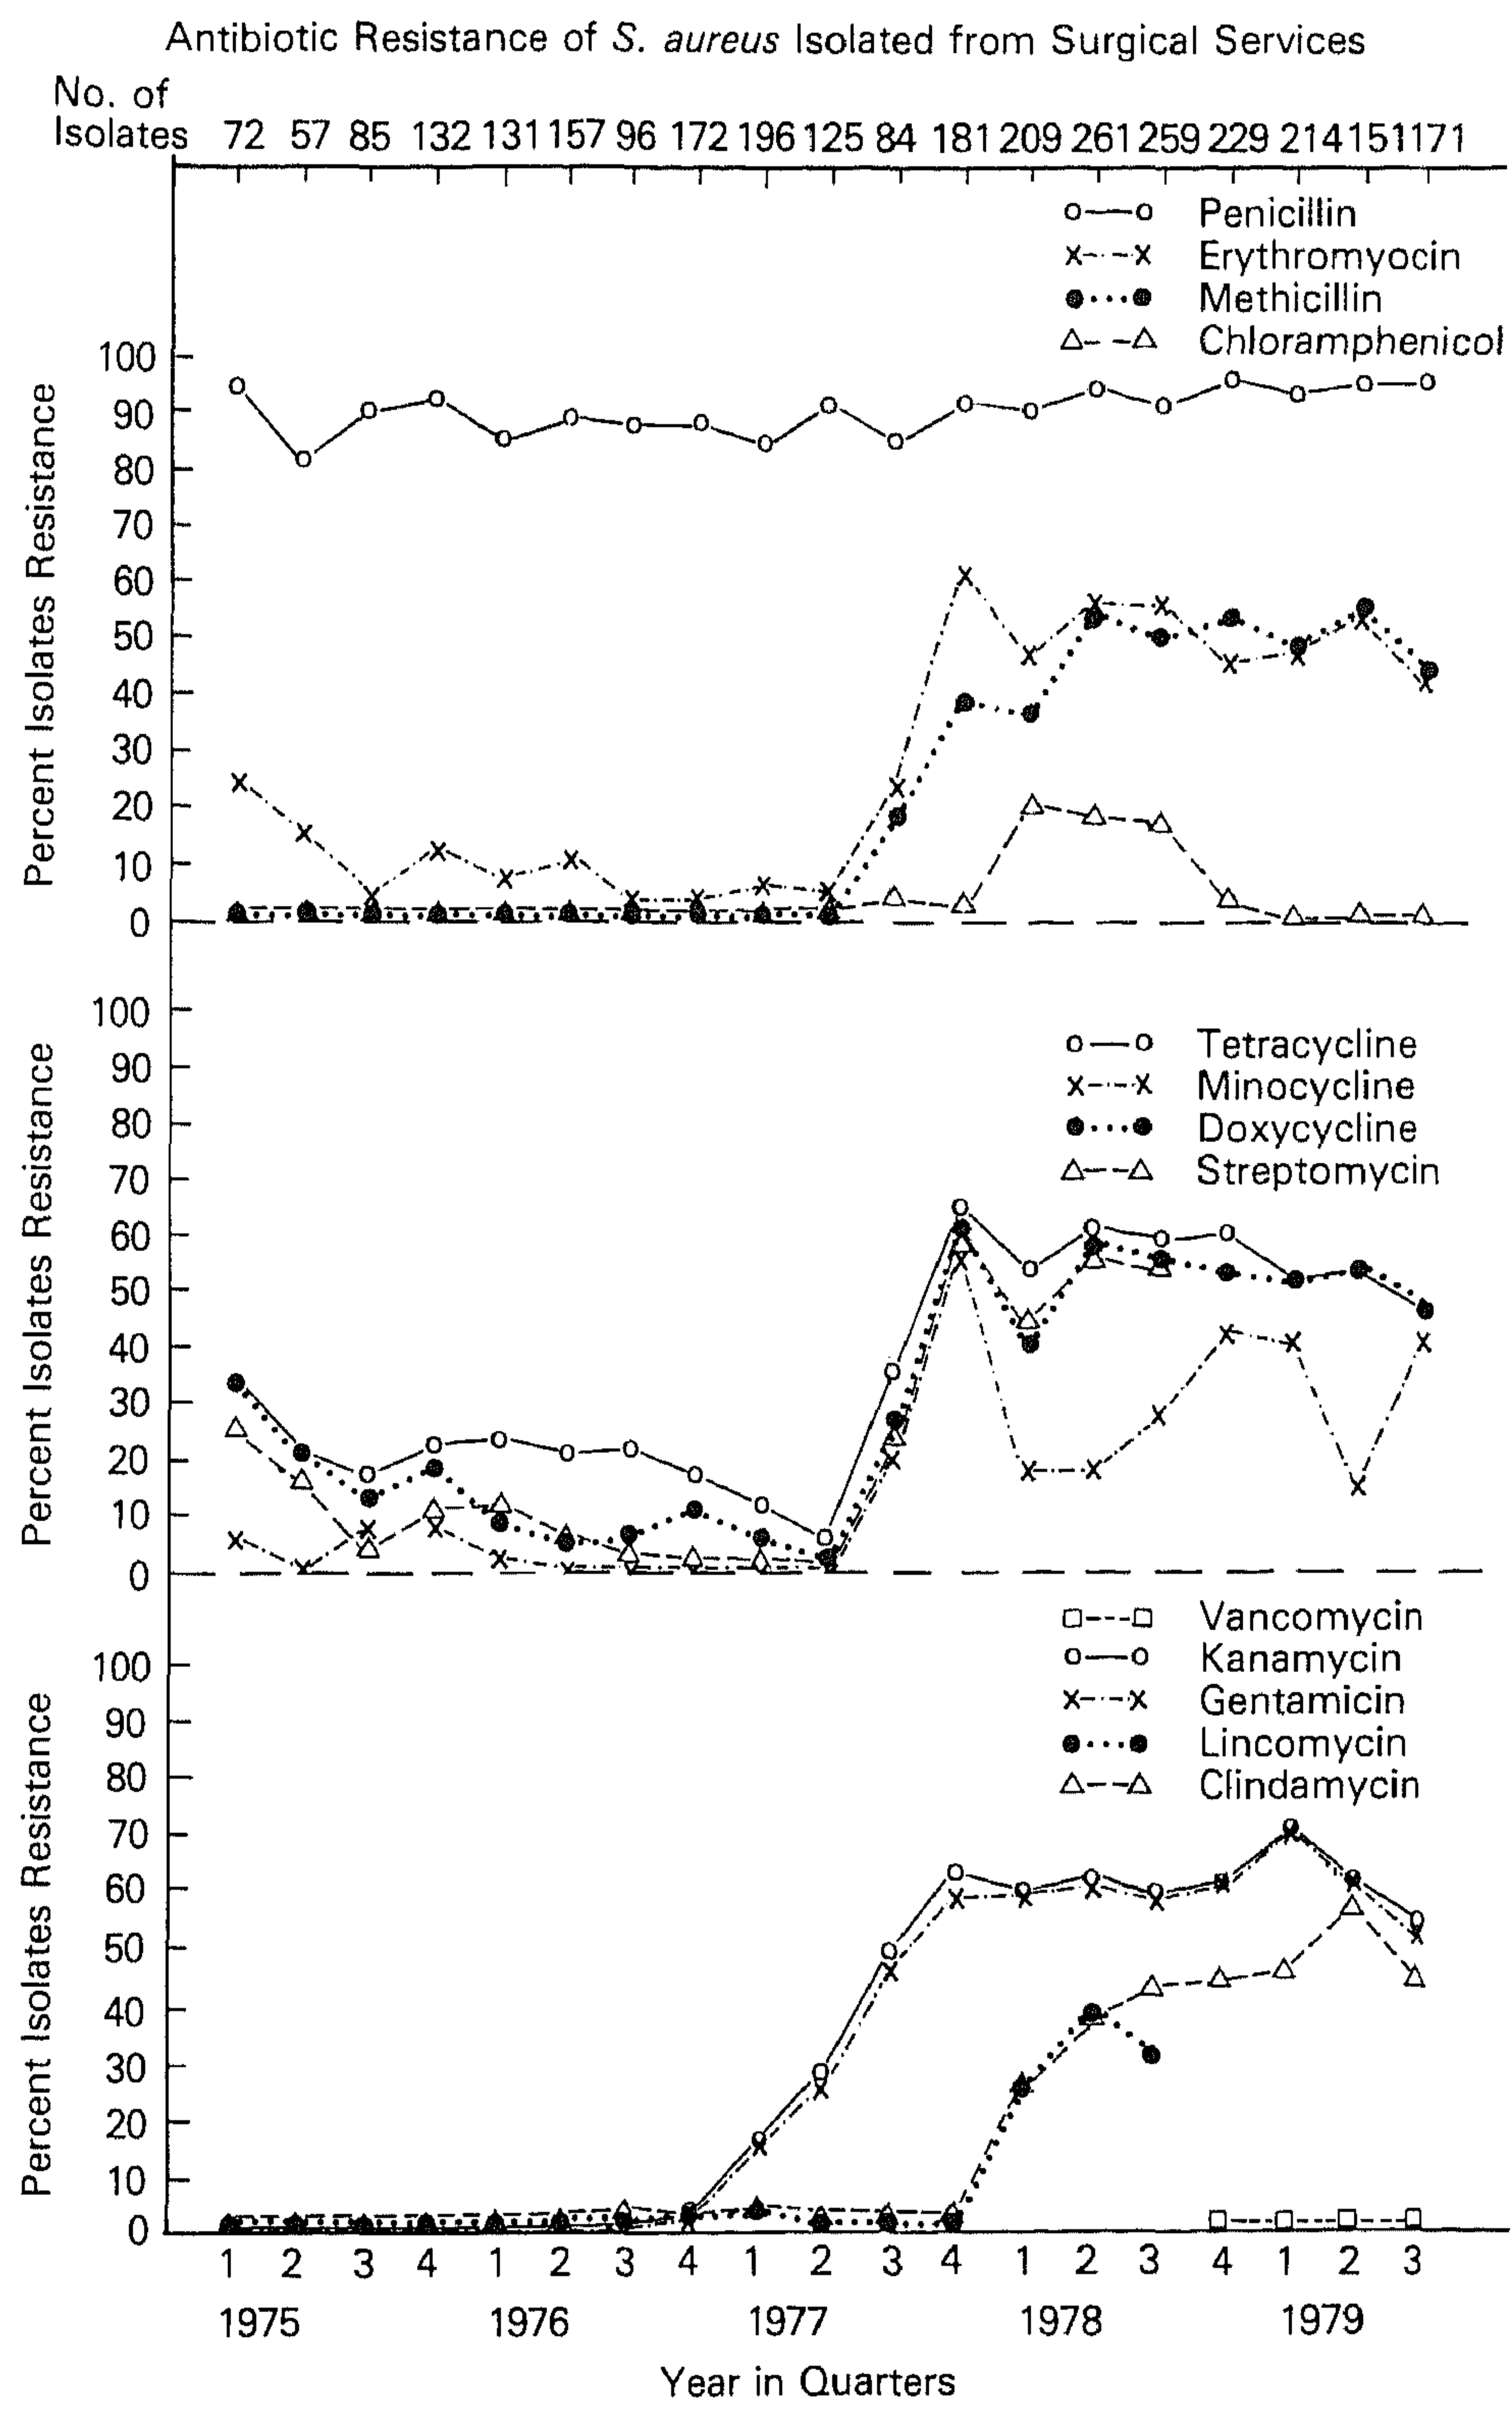 Antibiotic Resistance of S. aureus Isolated from Surgical Services
No. of
Isolates 72 57 85 132 131 157 96 172 196 125 84 181 209 261 259 229 214 151 171
Penicillin
Erythromyocin
Methicillin
Chloramphenicol
Percent Isolates Resistance
100
90
80
70
60
50
40
30
20
10
0
Tetracycline
Minocycline
Doxycycline
Streptomycin
Percent Isolates Resistance
100
90
80
70
60
50
40
30
20
10
0
Vancomycin
Kanamycin
Gentamicin
Lincomycin
Clindamycin
Percent Isolates Resistance
100
90
80
70
60
50
40
30
20
10
0
1 2 3 4 1 2 3 4 1 2 3 4 1 2 3 4 1 2 3
1975 1976 1977 1978 1979
Year in Quarters